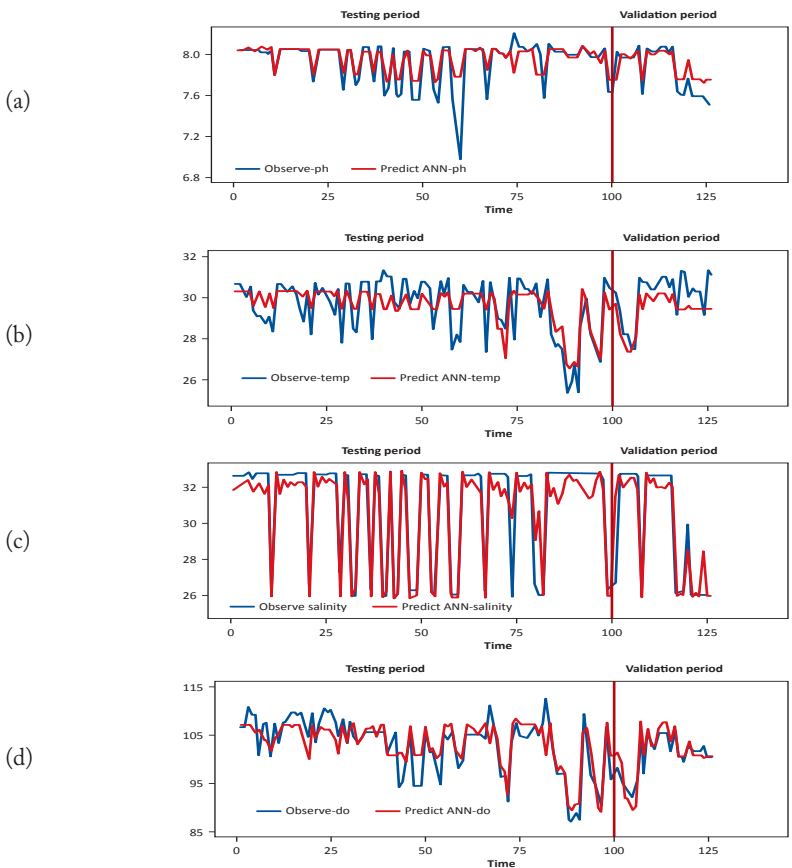 (a)
Testing period Validation period
8.0
7.6
7.2
6.8
Observe-ph Predict ANN-ph
0 25 50 75 100 125
Time
(b)
Testing period Validation period
32
30
28
26
Observe-temp Predict ANN-temp
0 25 50 75 100 125
Time
(c)
Testing period Validation period
32
30
28
26
Observe salinity Predict ANN-salinity
0 25 50 75 100 125
Time
(d)
Testing period Validation period
115
105
95
85
Observe-do Predict ANN-do
0 25 50 75 100 125
Time